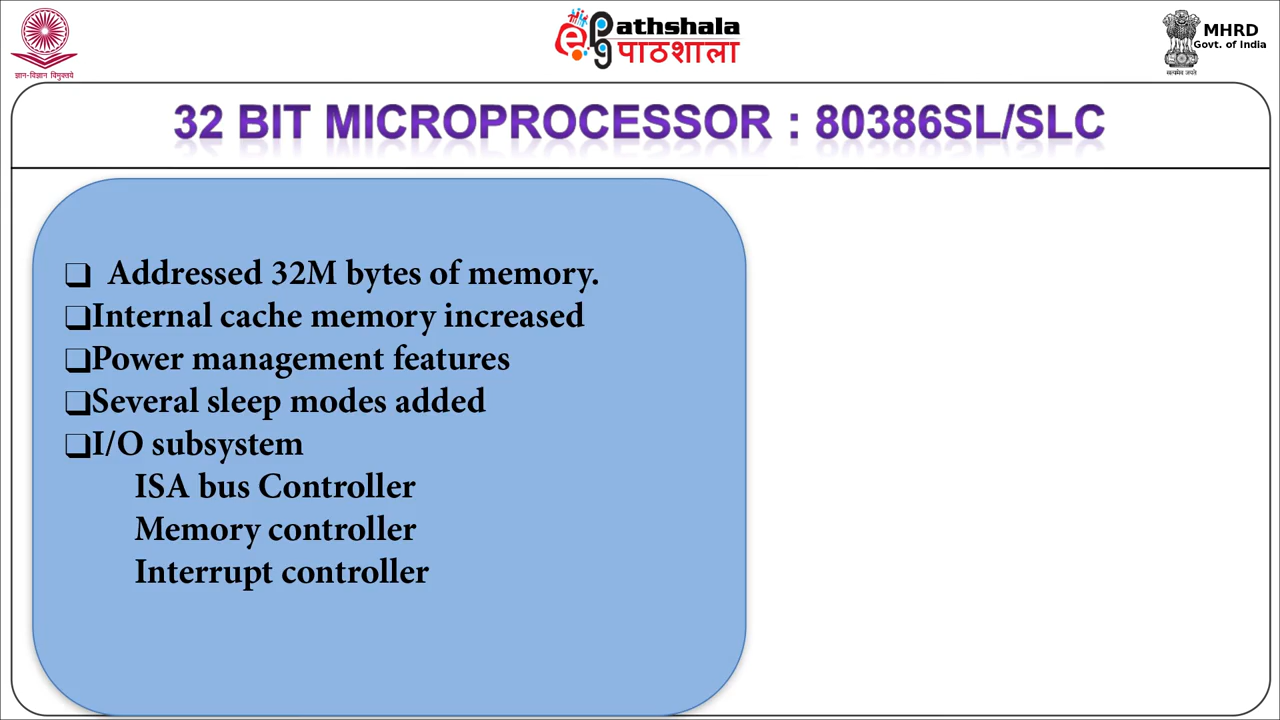 ज्ञान-विज्ञान विमुक्तये
ePathshala
पाठशाला
MHRD
Govt. of India
सत्यमेव जयते
32 BIT MICROPROCESSOR : 80386SL/SLC
❑ Addressed 32M bytes of memory.
❑Internal cache memory increased
❑Power management features
❑Several sleep modes added
❑I/O subsystem
ISA bus Controller
Memory controller
Interrupt controller